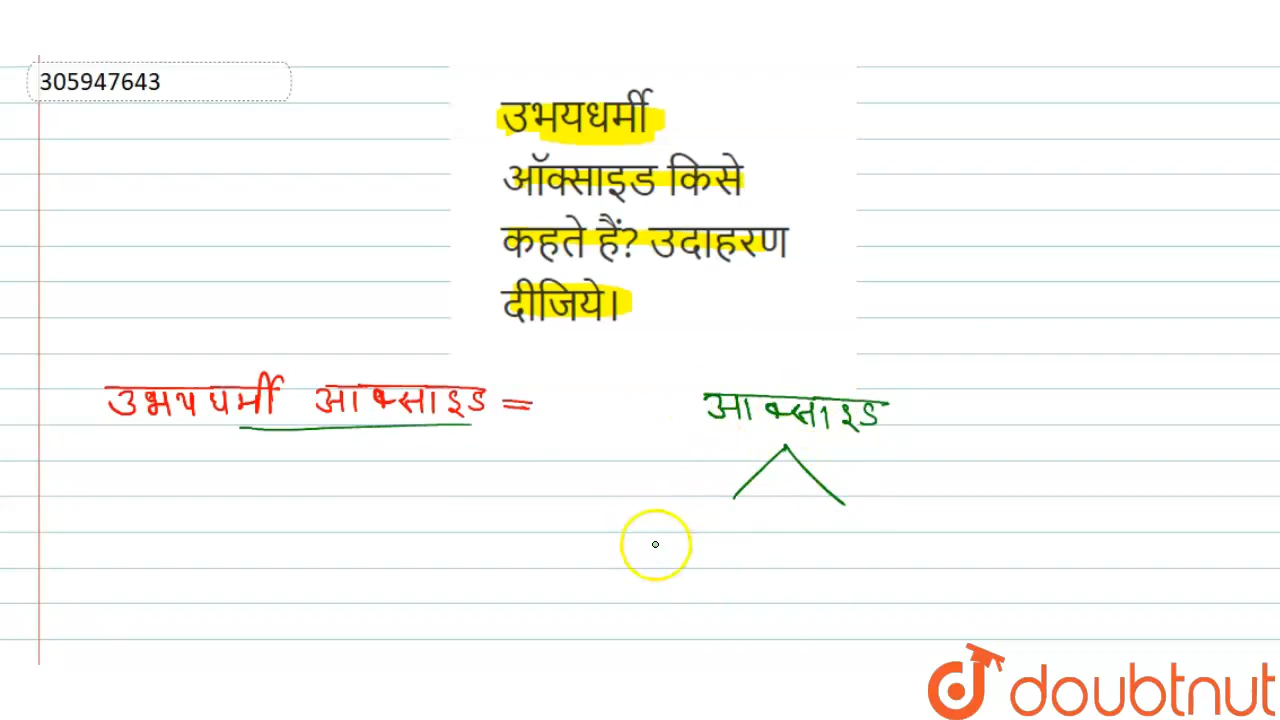 305947643
उभयधर्मी
ऑक्साइड किसे
कहते हैं? उदाहरण
दीजिये।
उभयधर्मी आक्साइड =
आक्साइड
doubtnut